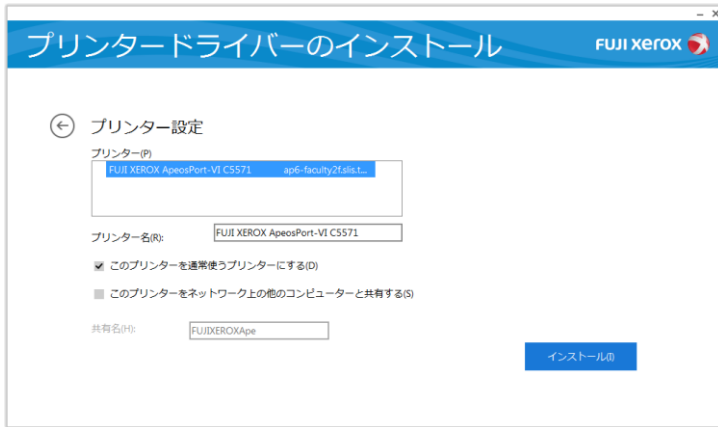 プリンタードライバーのインストール
FUJI xerox
プリンター設定
プリンター(P)
FUJI XEROX ApeosPort-VI C5571 ap6-faculty2f.slis.t...
プリンター名(R): FUJI XEROX ApeosPort-VI C5571
このプリンターを通常使うプリンターにする(D)
このプリンターをネットワーク上の他のコンピューターと共有する(S)
共有名(H): FUJIXEROXApe
インストール(I)